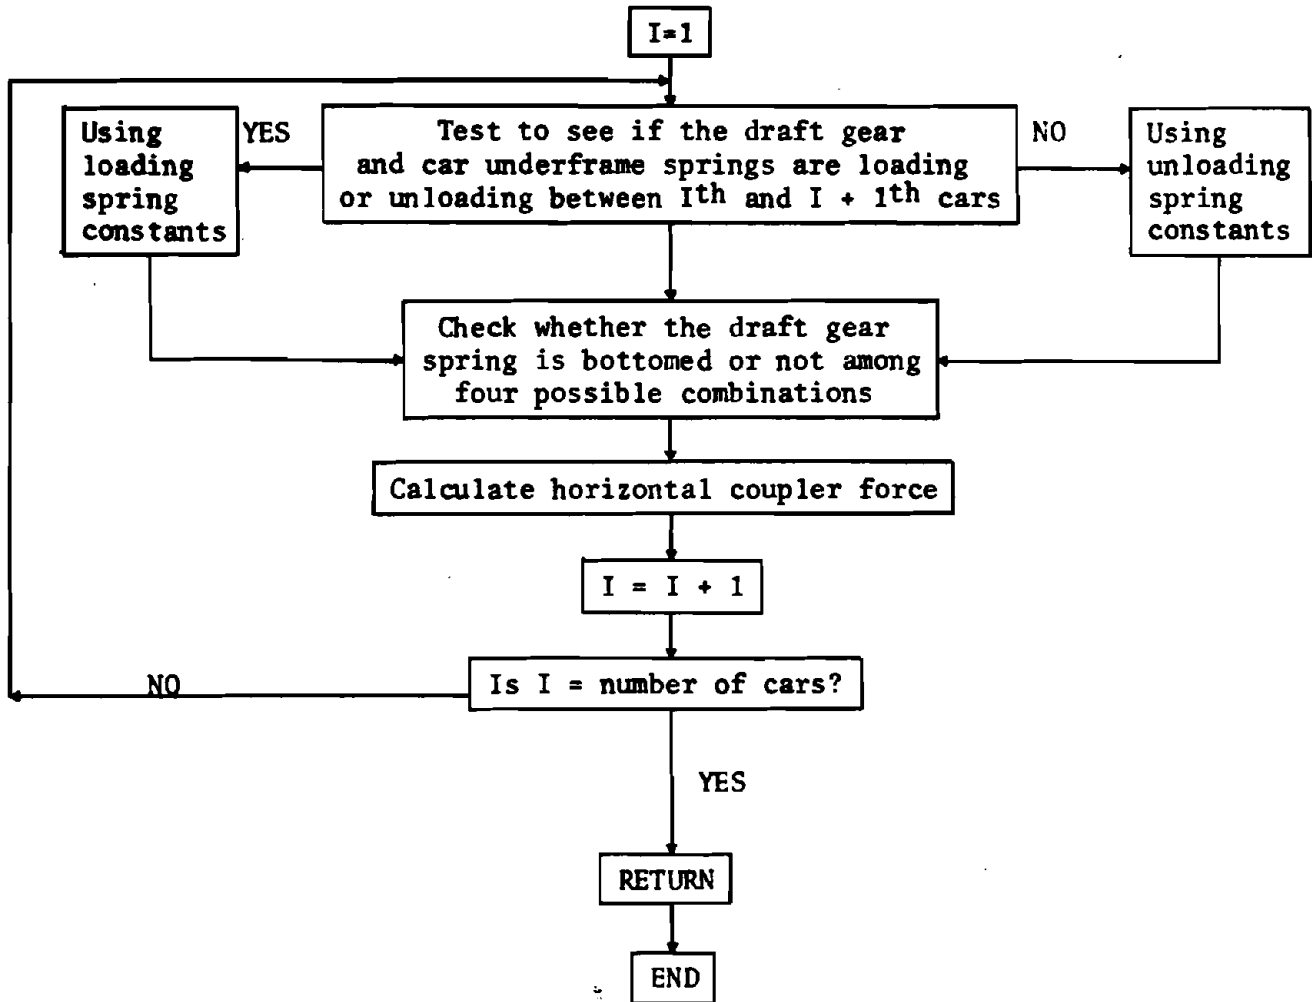 I=1
Using
loading
spring
constants
YES
Test to see if the draft gear
and car underframe springs are loading
or unloading between Ith and I + 1th cars
NO
Using
unloading
spring
constants
Check whether the draft gear
spring is bottomed or not among
four possible combinations
Calculate horizontal coupler force
I = I + 1
Is I = number of cars?
NO
YES
RETURN
END